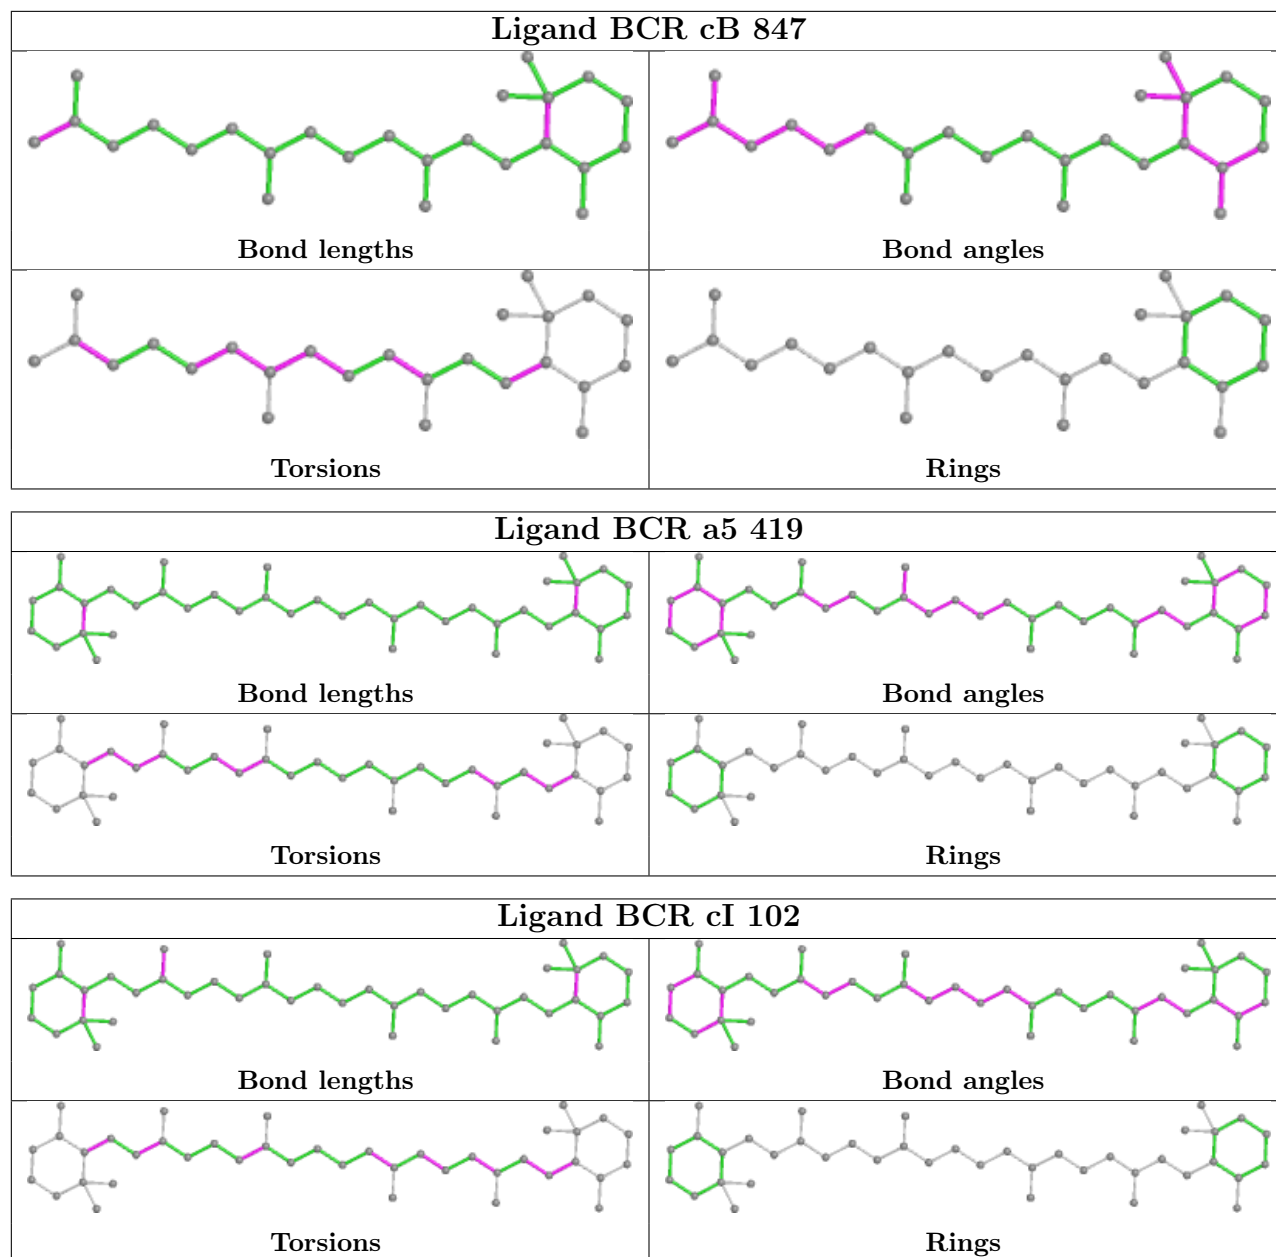 Ligand BCR cB 847
Bond lengths
Bond angles
Torsions
Rings
Ligand BCR a5 419
Bond lengths
Bond angles
Torsions
Rings
Ligand BCR cI 102
Bond lengths
Bond angles
Torsions
Rings